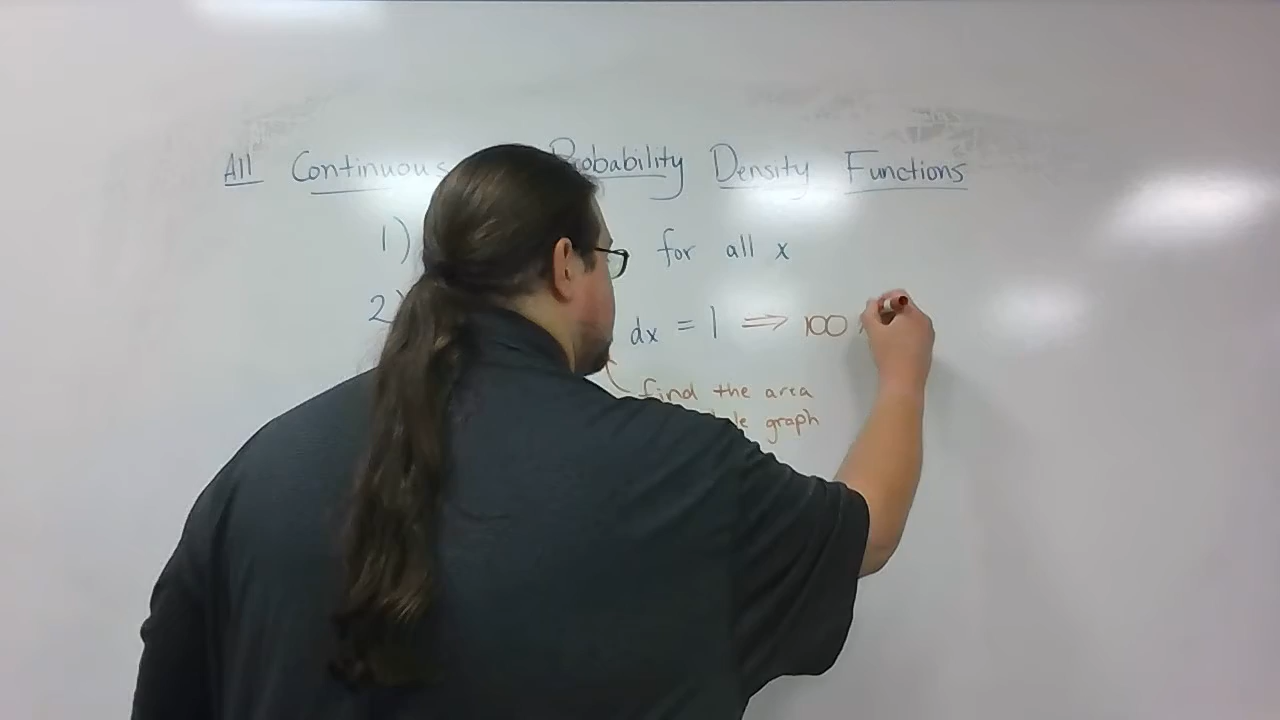 All Continuous Probability Density Functions
1) for all x
2) dx = 1 ⟹ 100
find the area
graph